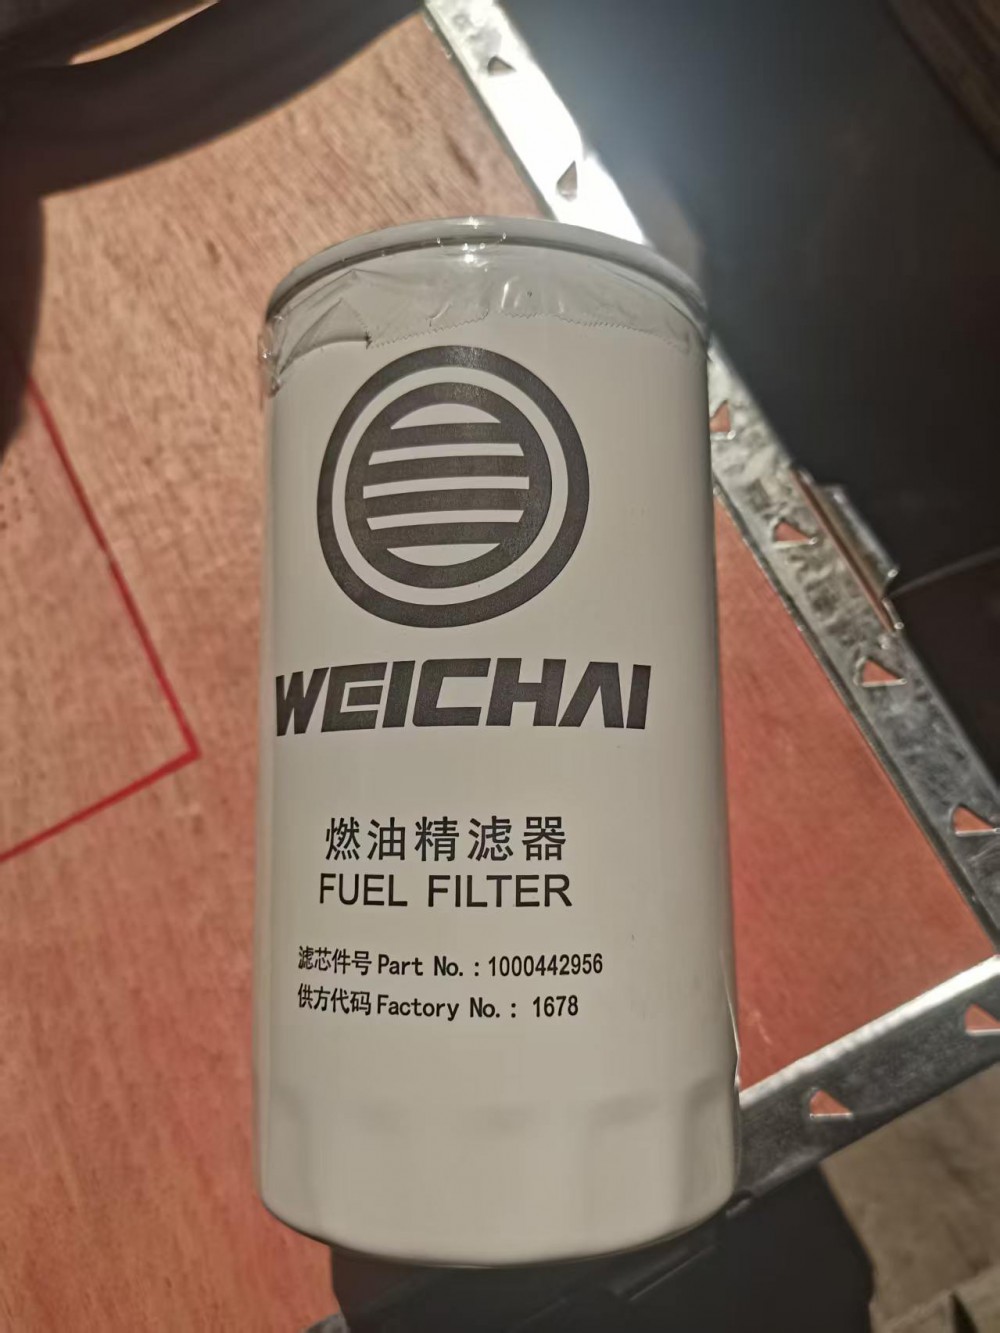 WEICHAI
燃油精滤器
FUEL FILTER
滤芯件号 Part No. : 1000442956
供方代码 Factory No. : 1678